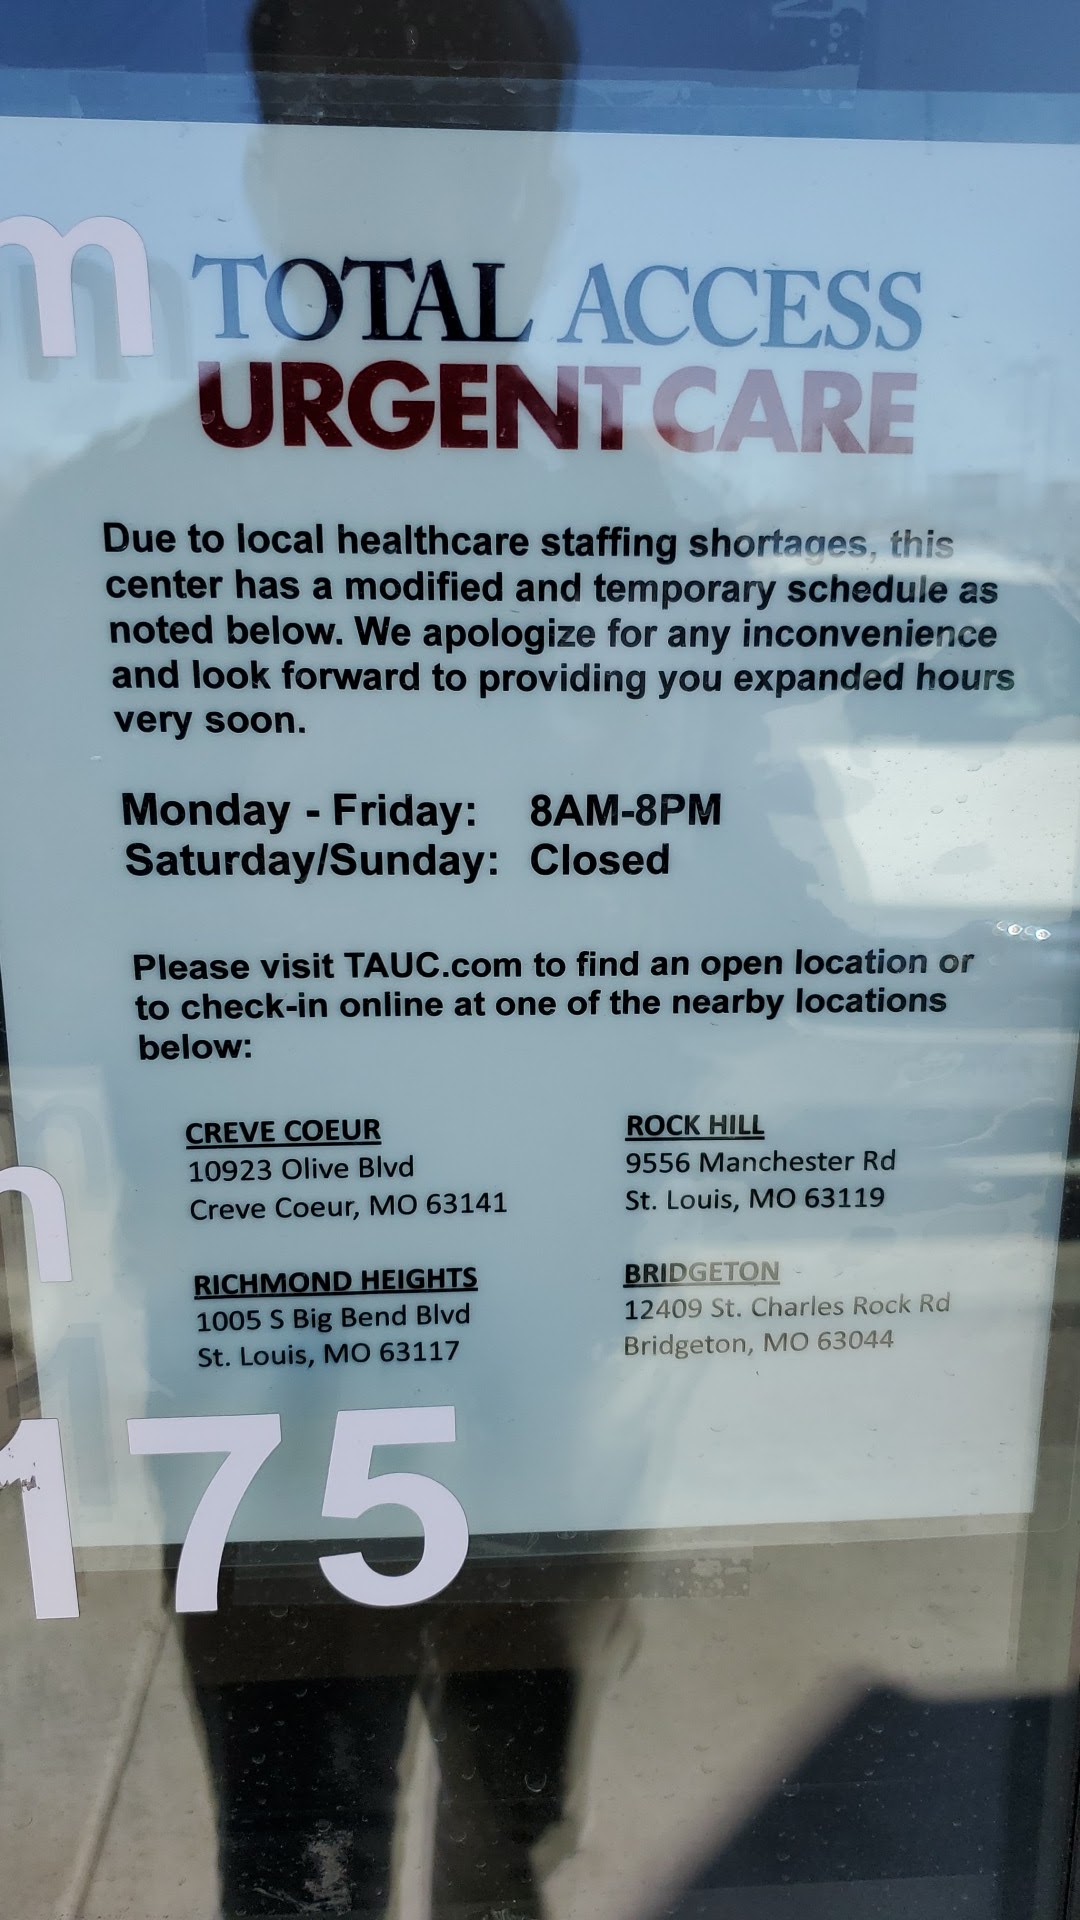 m
TOTAL ACCESS
URGENT CARE
Due to local healthcare staffing shortages, this
center has a modified and temporary schedule as
noted below. We apologize for any inconvenience
and look forward to providing you expanded hours
very soon.
Monday - Friday: 8AM-8PM
Saturday/Sunday: Closed
Please visit TAUC.com to find an open location or
to check-in online at one of the nearby locations
below:
CREVE COEUR
10923 Olive Blvd
Creve Coeur, MO 63141
ROCK HILL
9556 Manchester Rd
St. Louis, MO 63119
RICHMOND HEIGHTS
1005 S Big Bend Blvd
St. Louis, MO 63117
BRIDGETON
12409 St. Charles Rock Rd
Bridgeton, MO 63044
175